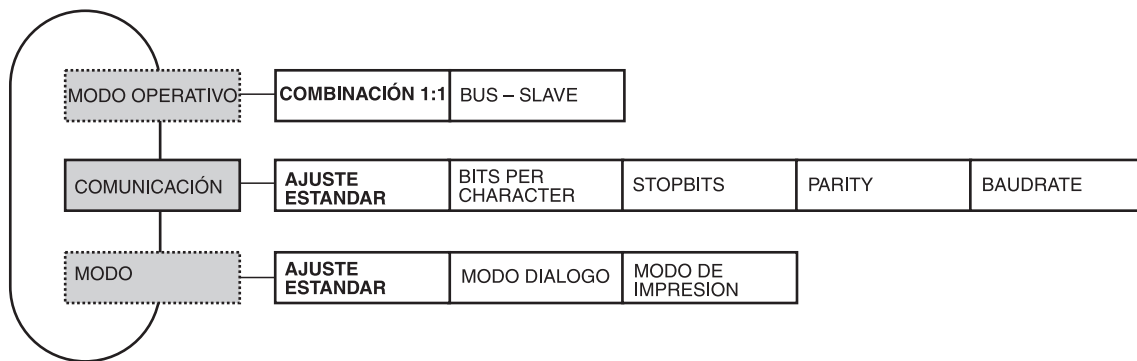 MODO OPERATIVO
COMBINACIÓN 1:1
BUS – SLAVE
COMUNICACIÓN
AJUSTE
ESTANDAR
BITS PER
CHARACTER
STOPBITS
PARITY
BAUDRATE
MODO
AJUSTE
ESTANDAR
MODO DIALOGO
MODO DE
IMPRESION